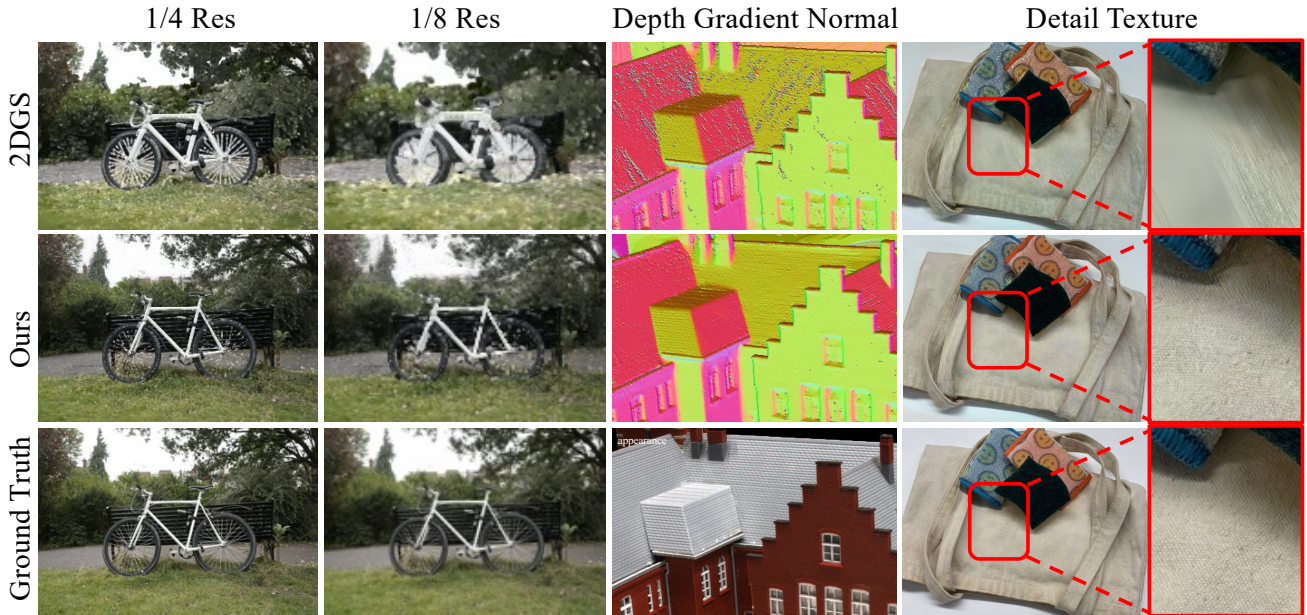 1/4 Res
1/8 Res
Depth Gradient Normal
Detail Texture
2DGS
Ours
Ground Truth
appearance